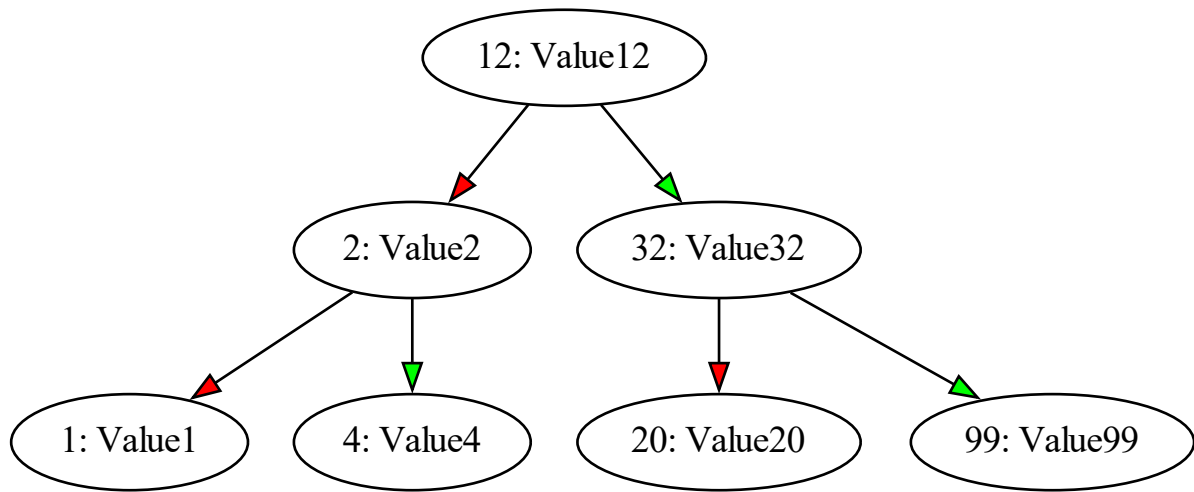 12: Value12
2: Value2
32: Value32
1: Value1
4: Value4
20: Value20
99: Value99